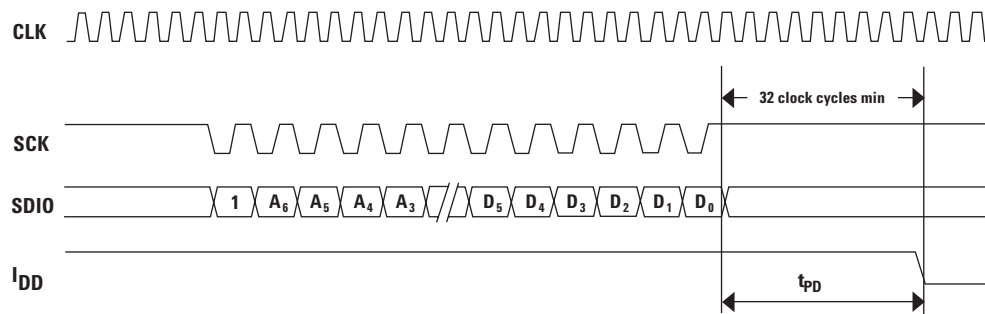 CLK
32 clock cycles min
SCK
SDIO 1 A6 A5 A4 A3 D5 D4 D3 D2 D1 D0
IDD
tPD